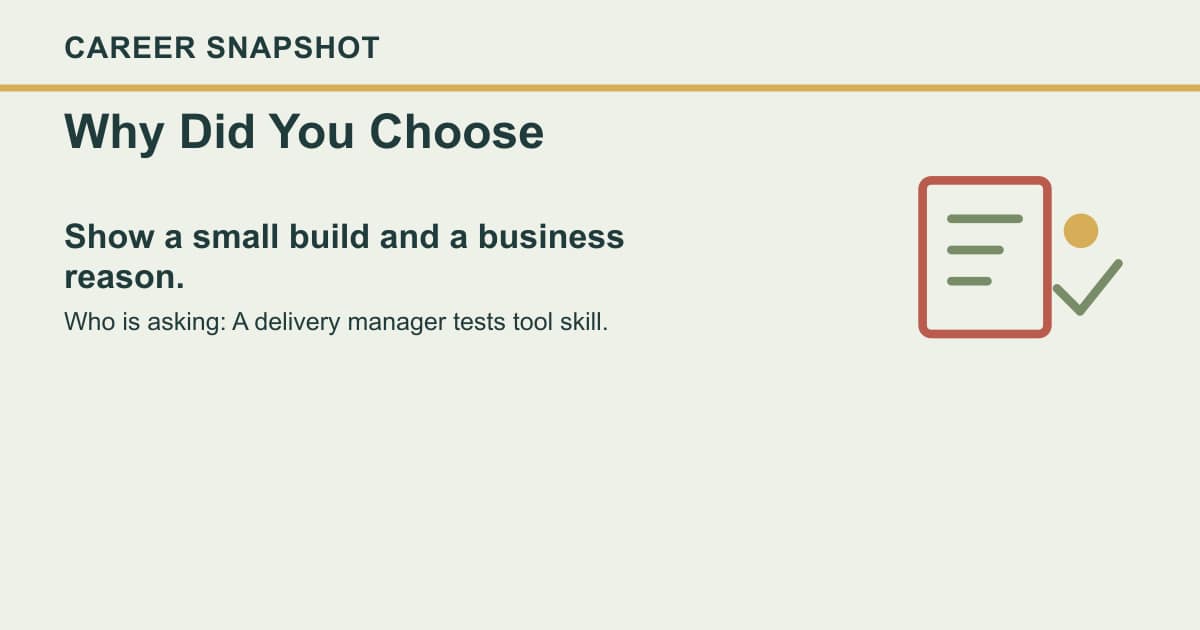 CAREER SNAPSHOT
Why Did You Choose
Show a small build and a business
reason.
Who is asking: A delivery manager tests tool skill.